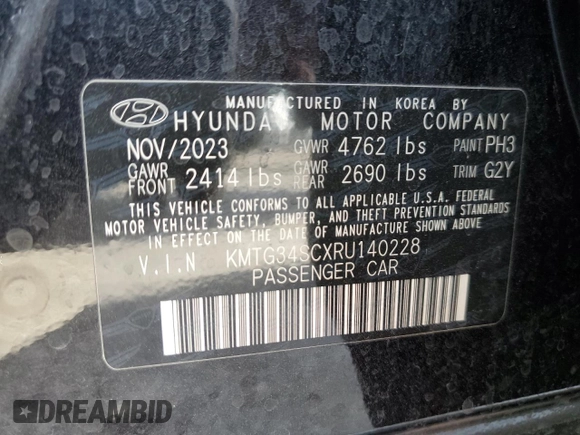 MANUFACTURED IN KOREA BY
HYUNDAI MOTOR COMPANY
NOV/2023 GVWR 4762 lbs PAINT PH3
GAWR FRONT 2414 lbs GAWR REAR 2690 lbs TRIM G2Y
THIS VEHICLE CONFORMS TO ALL APPLICABLE U.S.A. FEDERAL
MOTOR VEHICLE SAFETY, BUMPER, AND THEFT PREVENTION STANDARDS
IN EFFECT ON THE DATE OF MANUFACTURE SHOWN ABOVE
V.I.N KMTG34SCXRU140228
PASSENGER CAR
DREAMBID